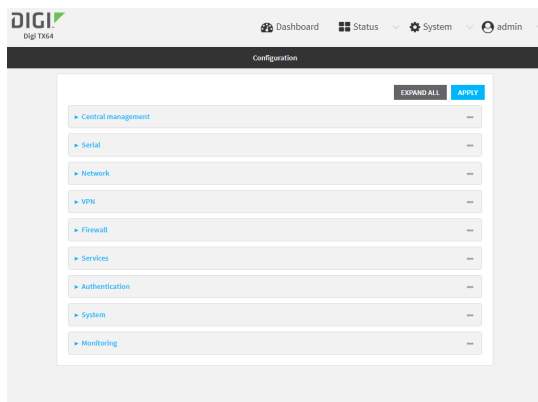 DIGI
Digi TX64
Dashboard Status System admin
Configuration
EXPAND ALL APPLY
Central management
Serial
Network
VPN
Firewall
Services
Authentication
System
Monitoring